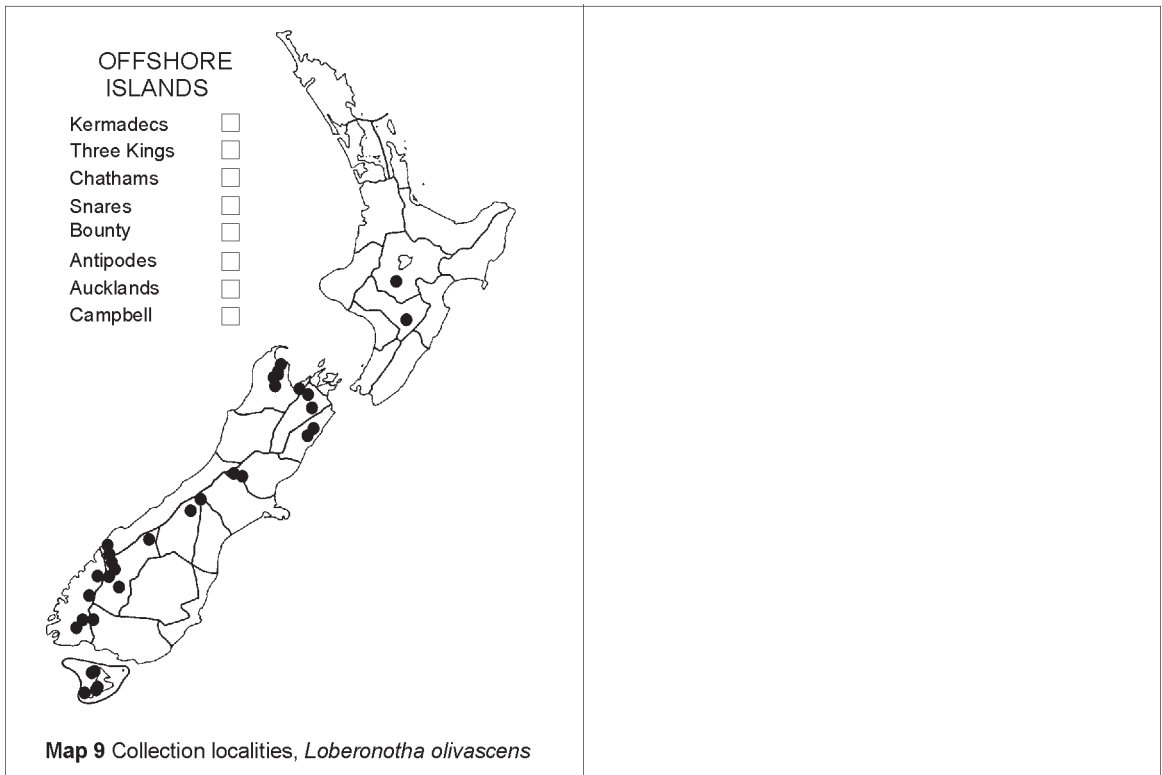 OFFSHORE
ISLANDS
Kermadecs
Three Kings
Chathams
Snares
Bounty
Antipodes
Aucklands
Campbell
Map 9 Collection localities, Loberonotha olivascens